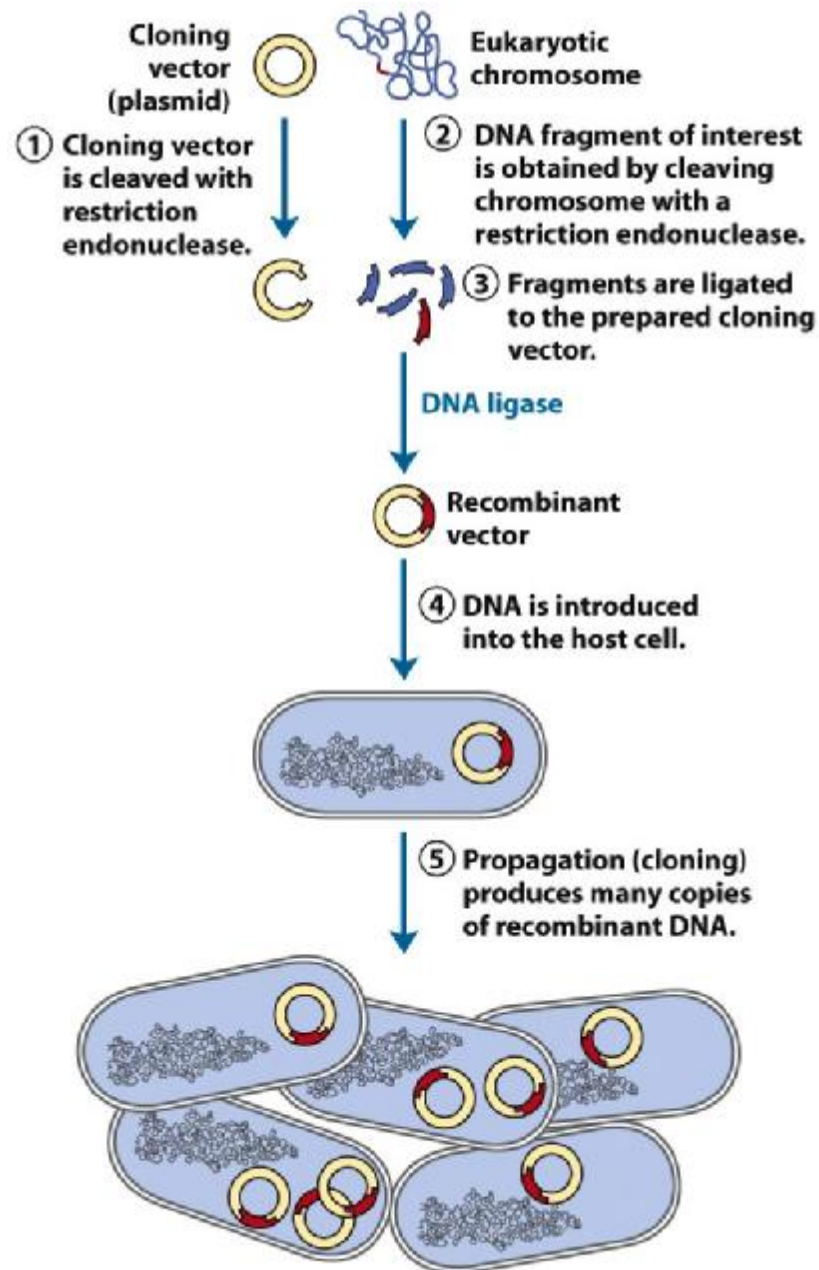 Cloning
vector
(plasmid)
Eukaryotic
chromosome
① Cloning vector
is cleaved with
restriction
endonuclease.
② DNA fragment of interest
is obtained by cleaving
chromosome with a
restriction endonuclease.
③ Fragments are ligated
to the prepared cloning
vector.
DNA ligase
Recombinant
vector
④ DNA is introduced
into the host cell.
⑤ Propagation (cloning)
produces many copies
of recombinant DNA.